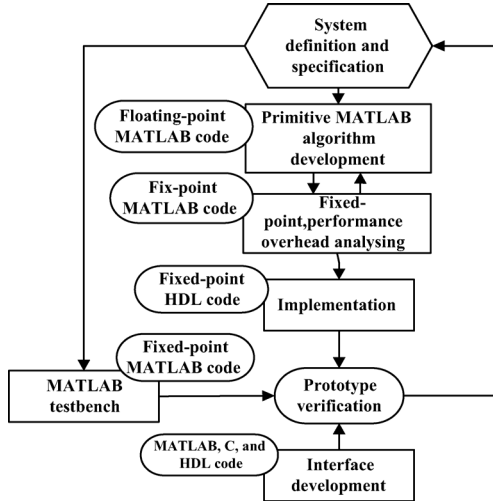 System
definition and
specification
Floating-point
MATLAB code
Primitive MATLAB
algorithm
development
Fix-point
MATLAB code
Fixed-
point,performance
overhead analysing
Fixed-point
HDL code
Implementation
Fixed-point
MATLAB code
MATLAB
testbench
Prototype
verification
MATLAB, C, and
HDL code
Interface
development